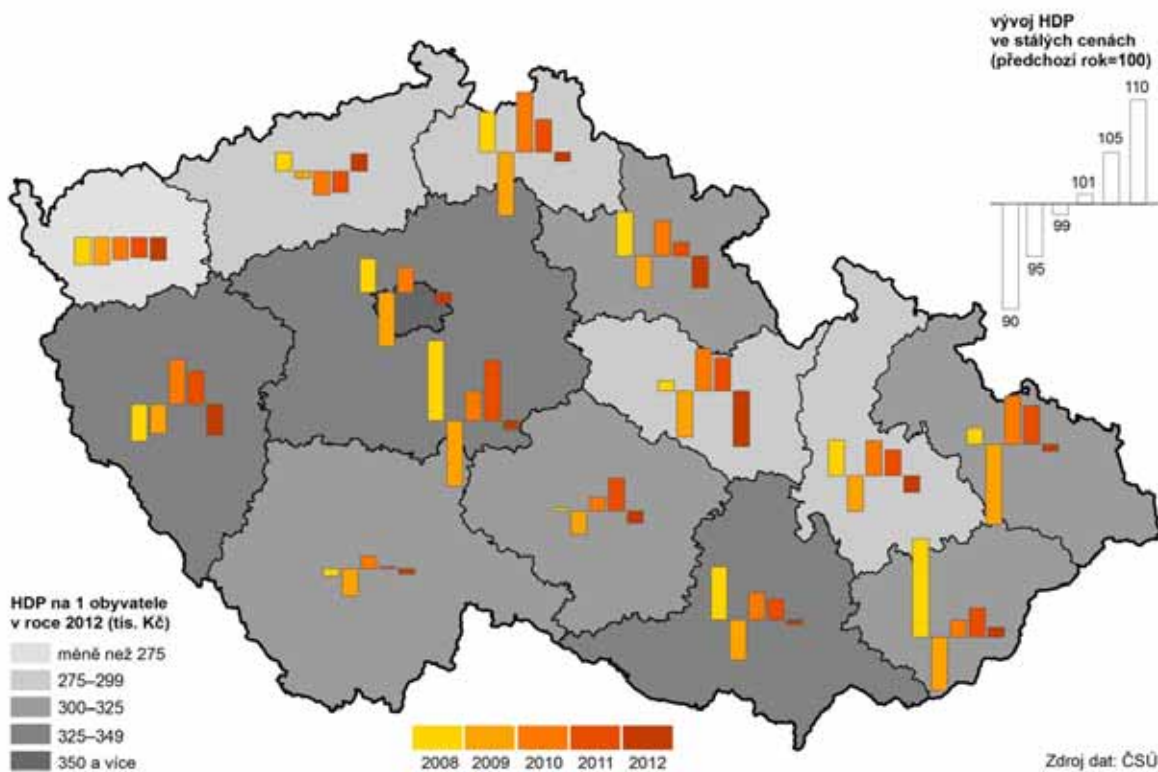 vývoj HDP
ve stálých cenách
(předchozí rok=100)
110
105
101
99
95
90
HDP na 1 obyvatele
v roce 2012 (tis. Kč)
méně než 275
275–299
300–325
325–349
350 a více
2008 2009 2010 2011 2012
Zdroj dat: ČSÚ